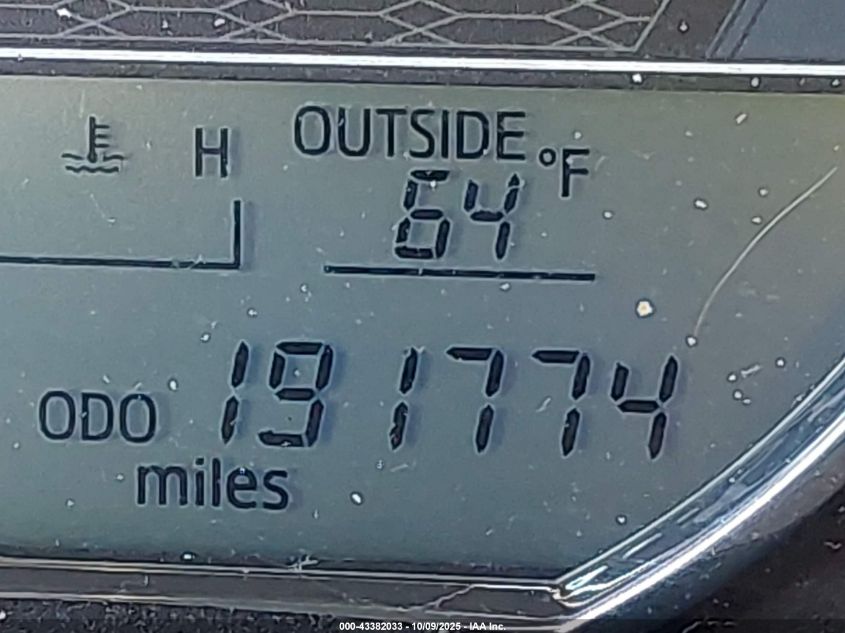 H
OUTSIDE
64 °F
ODO 191774
miles
000-43382033 - 10/09/2025 - IAA Inc.